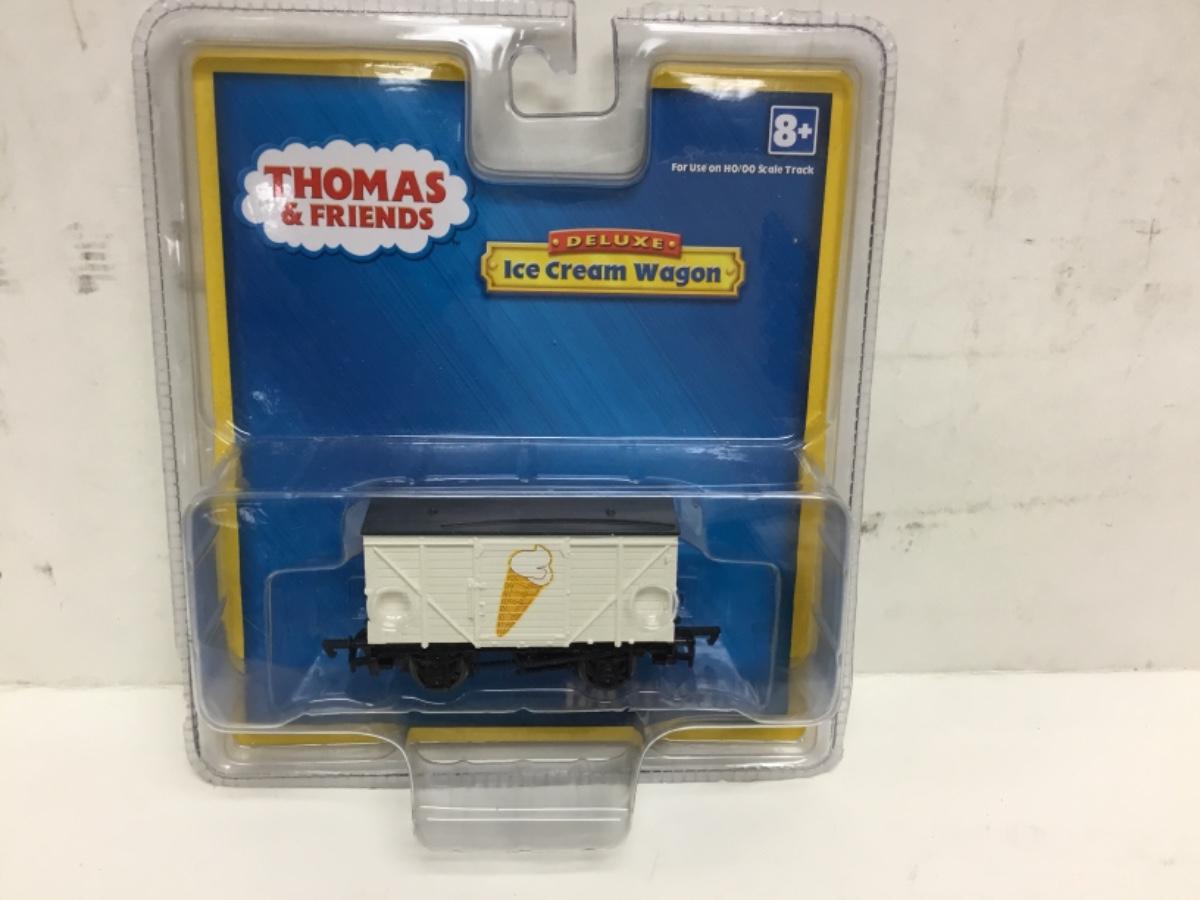 THOMAS
& FRIENDS
8+
For Use on HO/OO Scale Track
DELUXE
Ice Cream Wagon